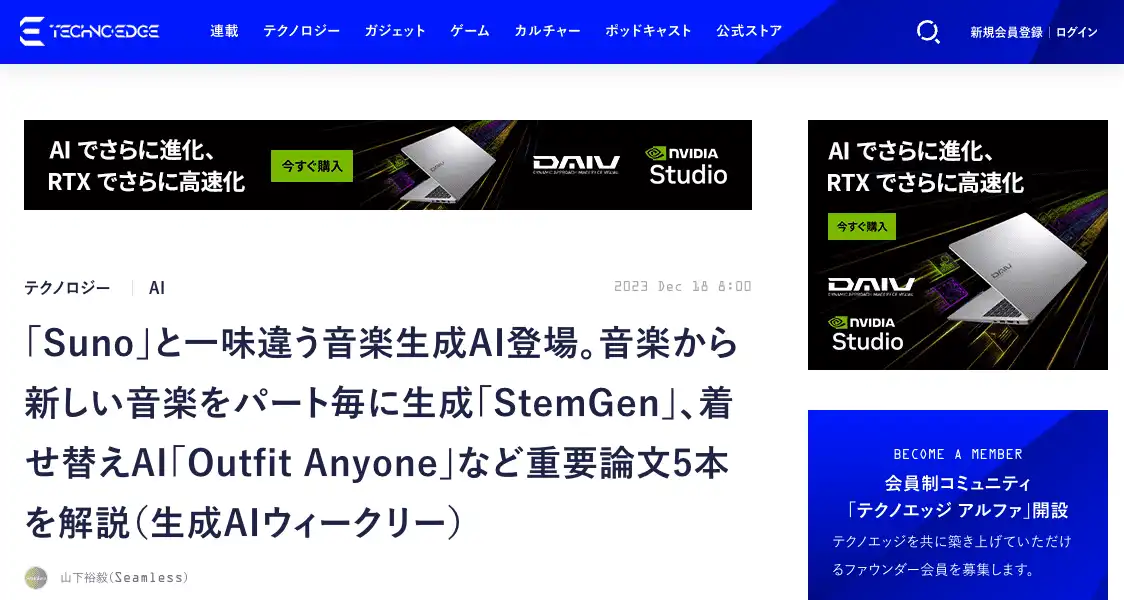 TECHNO-EDGE
連載 テクノロジー ガジェット ゲーム カルチャー ポッドキャスト 公式ストア
新規会員登録 | ログイン
AI でさらに進化、
RTX でさらに高速化
今すぐ購入
DAIV
NVIDIA
Studio
テクノロジー | AI
2023 Dec 18 8:00
「Suno」と一味違う音楽生成AI登場。音楽から
新しい音楽をパート毎に生成「StemGen」、着
せ替えAI「Outfit Anyone」など重要論文5本
を解説（生成AIウィークリー）
山下裕毅(Seamless)
AI でさらに進化、
RTX でさらに高速化
今すぐ購入
DAIV
DAIV
NVIDIA
Studio
BECOME A MEMBER
会員制コミュニティ
「テクノエッジ アルファ」開設
テクノエッジを共に築き上げていただけ
るファウンダー会員を募集します。